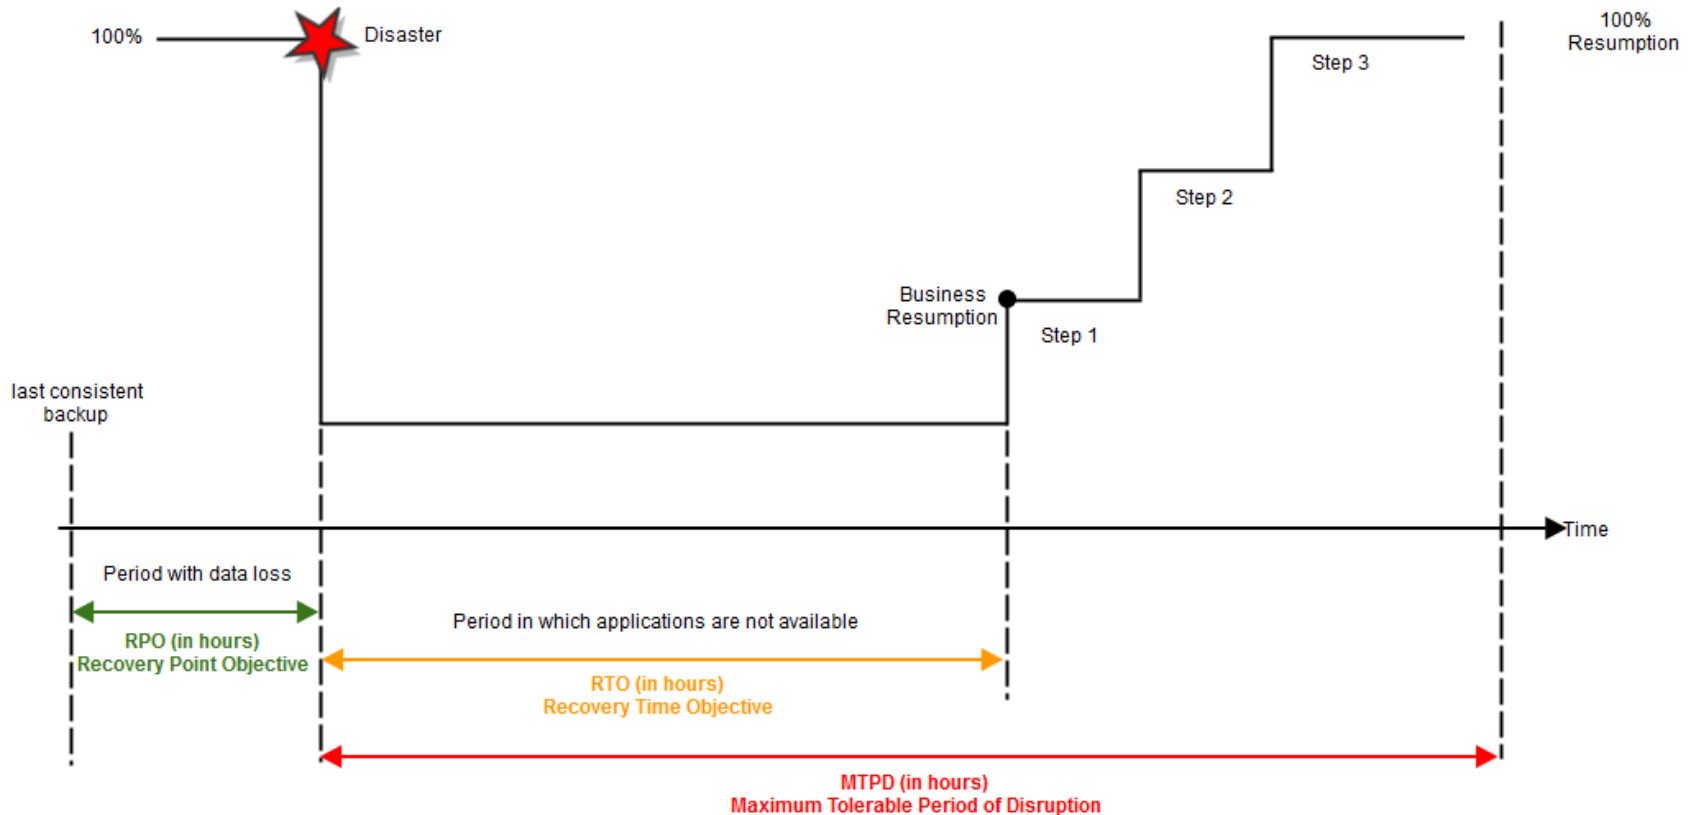 100%
Disaster
100%
Resumption
Step 3
Step 2
Business
Resumption
Step 1
last consistent
backup
Time
Period with data loss
RPO (in hours)
Recovery Point Objective
Period in which applications are not available
RTO (in hours)
Recovery Time Objective
MTPD (in hours)
Maximum Tolerable Period of Disruption